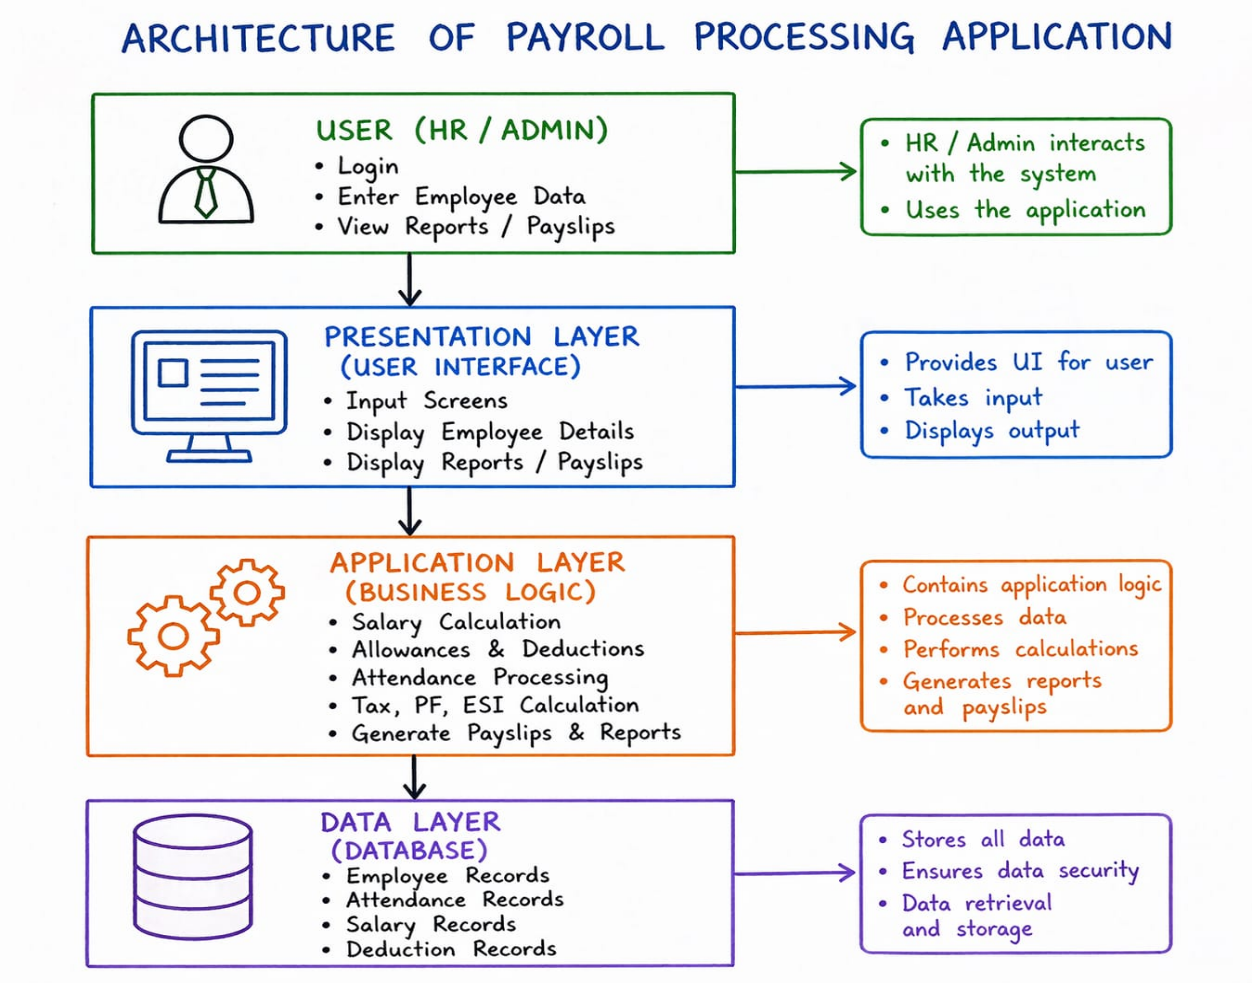 ARCHITECTURE OF PAYROLL PROCESSING APPLICATION
USER (HR / ADMIN)
• Login
• Enter Employee Data
• View Reports / Payslips
• HR / Admin interacts
with the system
• Uses the application
PRESENTATION LAYER
(USER INTERFACE)
• Input Screens
• Display Employee Details
• Display Reports / Payslips
• Provides UI for user
• Takes input
• Displays output
APPLICATION LAYER
(BUSINESS LOGIC)
• Salary Calculation
• Allowances & Deductions
• Attendance Processing
• Tax, PF, ESI Calculation
• Generate Payslips & Reports
• Contains application logic
• Processes data
• Performs calculations
• Generates reports
and payslips
DATA LAYER
(DATABASE)
• Employee Records
• Attendance Records
• Salary Records
• Deduction Records
• Stores all data
• Ensures data security
• Data retrieval
and storage